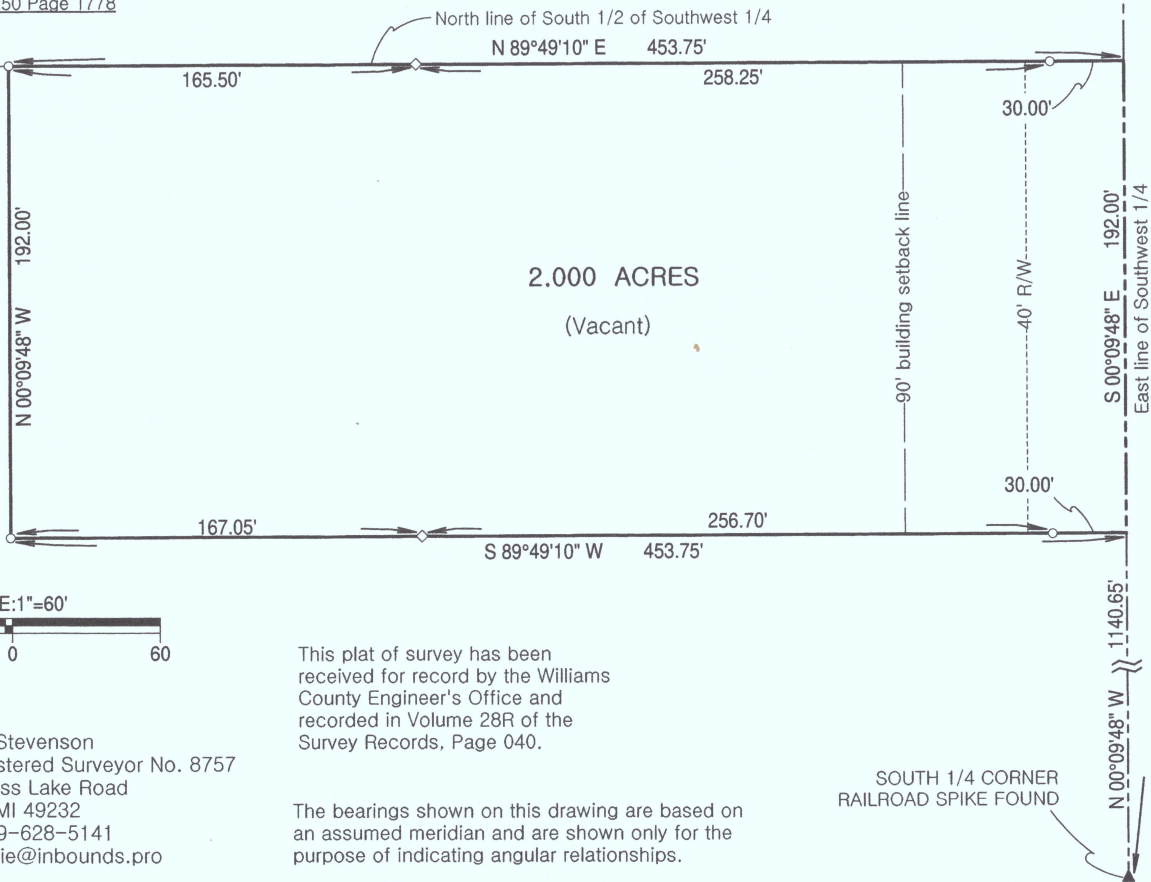 50 Page 1778
North line of South 1/2 of Southwest 1/4
N 89°49'10" E 453.75'
165.50'
258.25'
30.00'
N 00°09'48" W 192.00'
2.000 ACRES
(Vacant)
90' building setback line
40' R/W
S 00°09'48" E 192.00'
East line of Southwest 1/4
30.00'
167.05'
256.70'
S 89°49'10" W 453.75'
E:1"=60'
0 60
N 00°09'48" W 1140.65'
This plat of survey has been
received for record by the Williams
County Engineer's Office and
recorded in Volume 28R of the
Survey Records, Page 040.
Stevenson
stered Surveyor No. 8757
ss Lake Road
MI 49232
9-628-5141
ie@inbounds.pro
The bearings shown on this drawing are based on
an assumed meridian and are shown only for the
purpose of indicating angular relationships.
SOUTH 1/4 CORNER
RAILROAD SPIKE FOUND